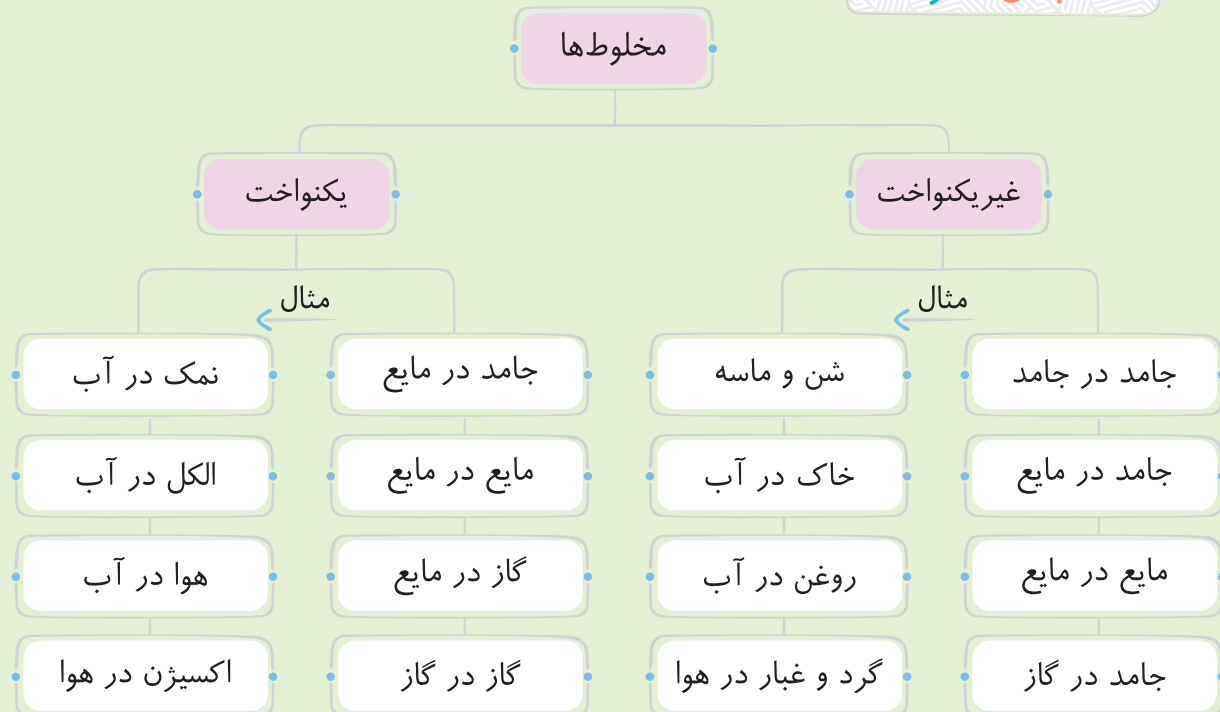 مخلوط‌ها
غیریکنواخت
یکنواخت
مثال
جامد در جامد
شن و ماسه
جامد در مایع
خاک در آب
مایع در مایع
روغن در آب
جامد در گاز
گرد و غبار در هوا
مثال
جامد در مایع
نمک در آب
مایع در مایع
الکل در آب
گاز در مایع
هوا در آب
گاز در گاز
اکسیژن در هوا